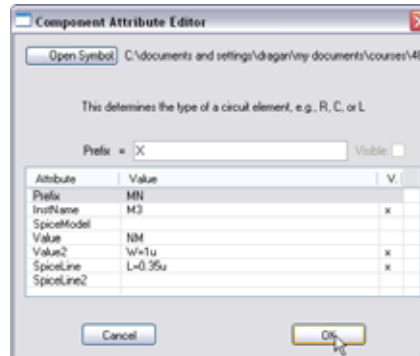 Component Attribute Editor
Open Symbol C:\documents and settings\dragan\my documents\courses\4
This determines the type of a circuit element, e.g., R, C, or L
Prefix = X Visible:
Attribute Value V.
Prefix MN
InstName M3 x
SpiceModel
Value NM
Value2 W=1u x
SpiceLine L=0.35u x
SpiceLine2
Cancel OK